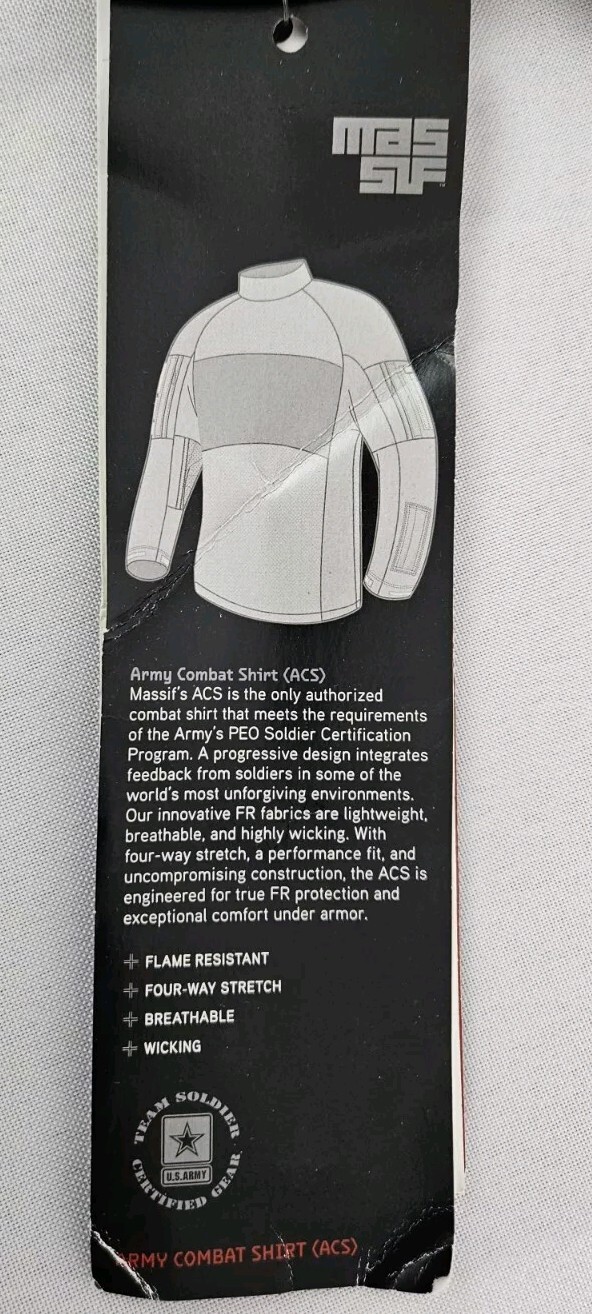 mas
sıf
Army Combat Shirt (ACS)
Massif's ACS is the only authorized
combat shirt that meets the requirements
of the Army's PEO Soldier Certification
Program. A progressive design integrates
feedback from soldiers in some of the
world's most unforgiving environments.
Our innovative FR fabrics are lightweight,
breathable, and highly wicking. With
four-way stretch, a performance fit, and
uncompromising construction, the ACS is
engineered for true FR protection and
exceptional comfort under armor.
FLAME RESISTANT
FOUR-WAY STRETCH
BREATHABLE
WICKING
TEAM SOLDIER
U.S.ARMY
CERTIFIED GEAR
ARMY COMBAT SHIRT (ACS)